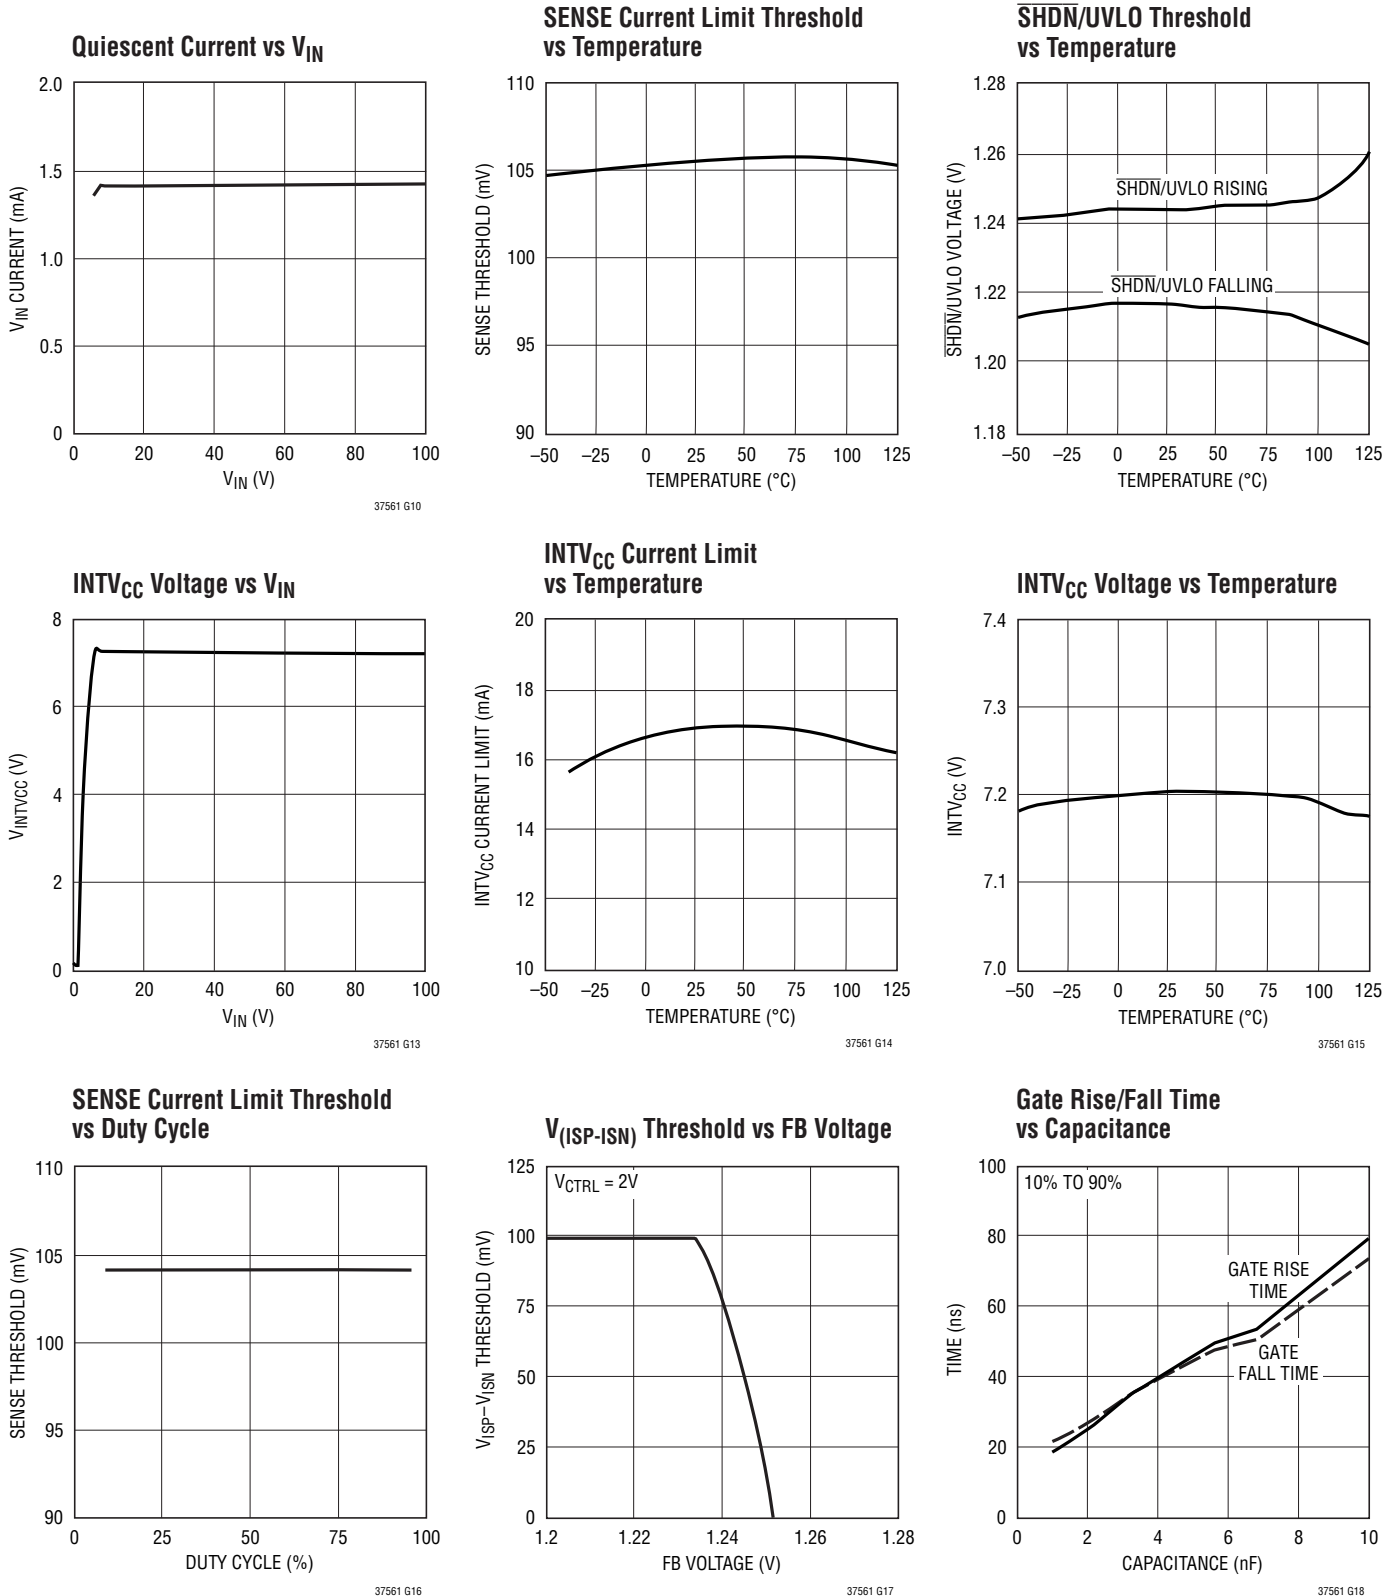 Quiescent Current vs VIN
2.0
1.5
1.0
0.5
0
VIN CURRENT (mA)
0 20 40 60 80 100
VIN (V)
37561 G10
SENSE Current Limit Threshold
vs Temperature
110
105
100
95
90
SENSE THRESHOLD (mV)
–50 –25 0 25 50 75 100 125
TEMPERATURE (°C)
SHDN/UVLO Threshold
vs Temperature
1.28
1.26
1.24
1.22
1.20
1.18
SHDN/UVLO VOLTAGE (V)
SHDN/UVLO RISING
SHDN/UVLO FALLING
–50 –25 0 25 50 75 100 125
TEMPERATURE (°C)
INTVCC Voltage vs VIN
8
6
4
2
0
VINTVCC (V)
0 20 40 60 80 100
VIN (V)
37561 G13
INTVCC Current Limit
vs Temperature
20
18
16
14
12
10
INTVCC CURRENT LIMIT (mA)
–50 –25 0 25 50 75 100 125
TEMPERATURE (°C)
37561 G14
INTVCC Voltage vs Temperature
7.4
7.3
7.2
7.1
7.0
INTVCC (V)
–50 –25 0 25 50 75 100 125
TEMPERATURE (°C)
37561 G15
SENSE Current Limit Threshold
vs Duty Cycle
110
105
100
95
90
SENSE THRESHOLD (mV)
0 25 50 75 100
DUTY CYCLE (%)
37561 G16
V(ISP-ISN) Threshold vs FB Voltage
125
100
75
50
25
0
VISP–VISN THRESHOLD (mV)
VCTRL = 2V
1.2 1.22 1.24 1.26 1.28
FB VOLTAGE (V)
37561 G17
Gate Rise/Fall Time
vs Capacitance
100
80
60
40
20
0
TIME (ns)
10% TO 90%
GATE RISE
TIME
GATE
FALL TIME
0 2 4 6 8 10
CAPACITANCE (nF)
37561 G18